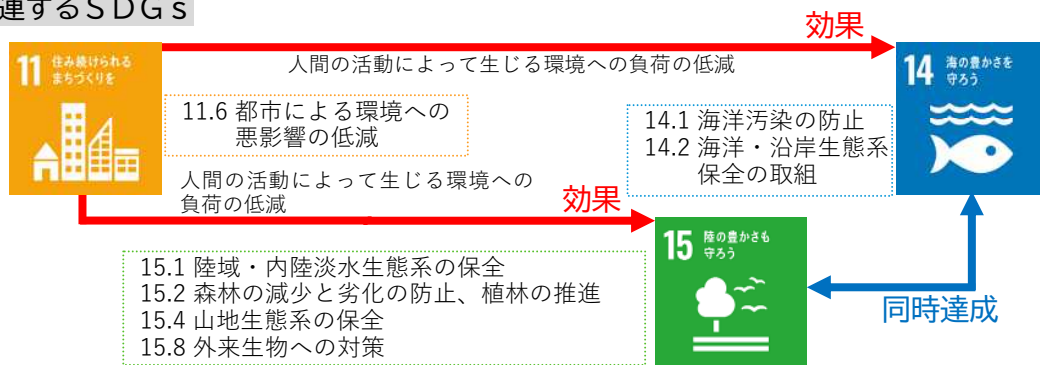 連するSDGs
効果
11 住み続けられる
まちづくりを
人間の活動によって生じる環境への負荷の低減
14 海の豊かさを
守ろう
11.6 都市による環境への
悪影響の低減
14.1 海洋汚染の防止
14.2 海洋・沿岸生態系
保全の取組
人間の活動によって生じる環境への
負荷の低減
効果
15 陸の豊かさも
守ろう
15.1 陸域・内陸淡水生態系の保全
15.2 森林の減少と劣化の防止、植林の推進
15.4 山地生態系の保全
15.8 外来生物への対策
同時達成